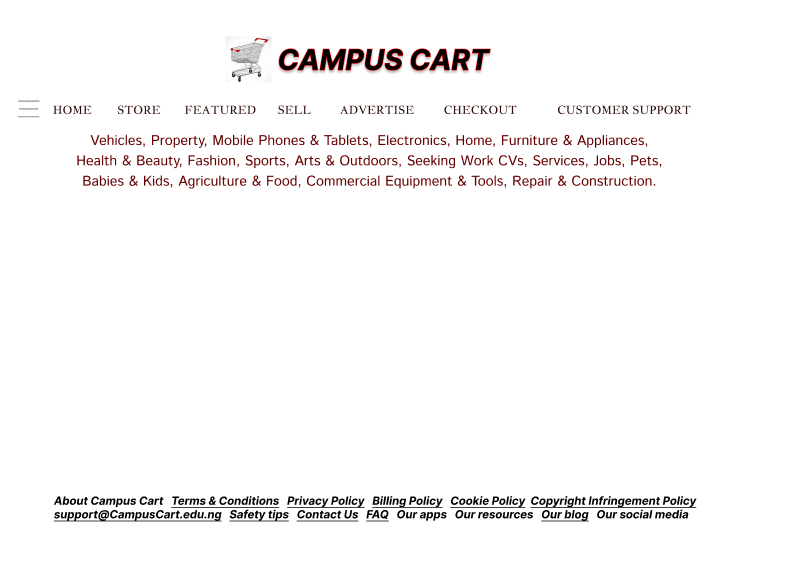 CAMPUS CART
HOME STORE FEATURED SELL ADVERTISE CHECKOUT CUSTOMER SUPPORT
Vehicles, Property, Mobile Phones & Tablets, Electronics, Home, Furniture & Appliances,
Health & Beauty, Fashion, Sports, Arts & Outdoors, Seeking Work CVs, Services, Jobs, Pets,
Babies & Kids, Agriculture & Food, Commercial Equipment & Tools, Repair & Construction.
About Campus Cart Terms & Conditions Privacy Policy Billing Policy Cookie Policy Copyright Infringement Policy
support@CampusCart.edu.ng Safety tips Contact Us FAQ Our apps Our resources Our blog Our social media